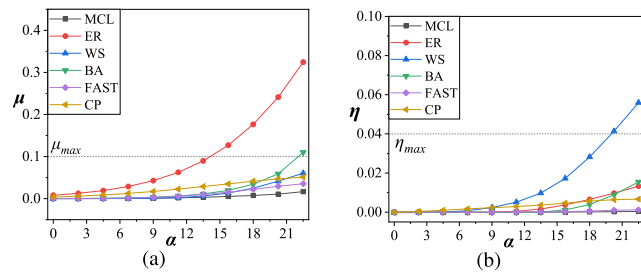 0.4
0.3
0.2
0.1
0.0
μ
μmax
MCL
ER
WS
BA
FAST
CP
0 3 6 9 12 15 18 21
α
(a)
0.10
0.08
0.06
0.04
0.02
0.00
η
ηmax
MCL
ER
WS
BA
FAST
CP
0 3 6 9 12 15 18 21
α
(b)